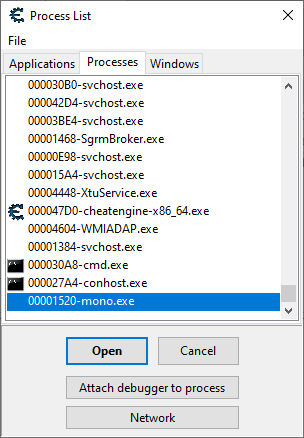 Process List
File
Applications Processes Windows
000030B0-svchost.exe
000042D4-svchost.exe
00003BE4-svchost.exe
00001468-SgrmBroker.exe
00000E98-svchost.exe
000015A4-svchost.exe
00004448-XtuService.exe
000047D0-cheatengine-x86_64.exe
00004604-WMIADAP.exe
00001384-svchost.exe
000030A8-cmd.exe
000027A4-conhost.exe
00001520-mono.exe
Open Cancel
Attach debugger to process
Network